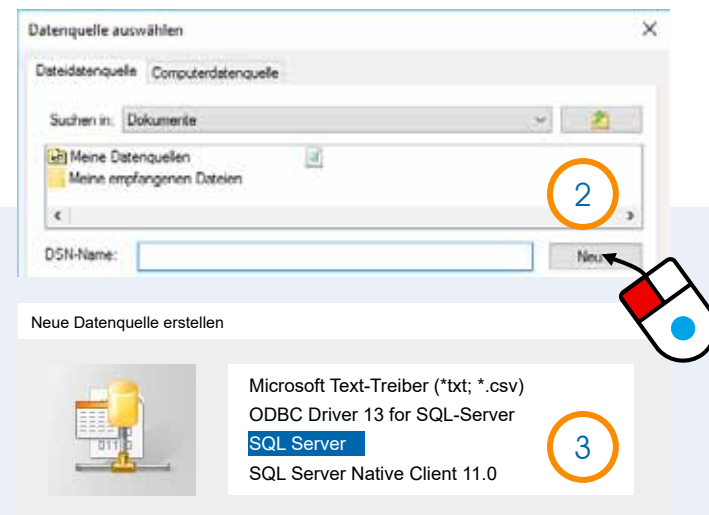 Datenquelle auswählen
Dateidatenquelle Computerdatenquelle
Suchen in: Dokumente
Meine Datenquellen
Meine empfangenen Dateien
2
DSN-Name:
Neu...
Neue Datenquelle erstellen
Microsoft Text-Treiber (*txt; *.csv)
ODBC Driver 13 for SQL-Server
SQL Server
3
SQL Server Native Client 11.0